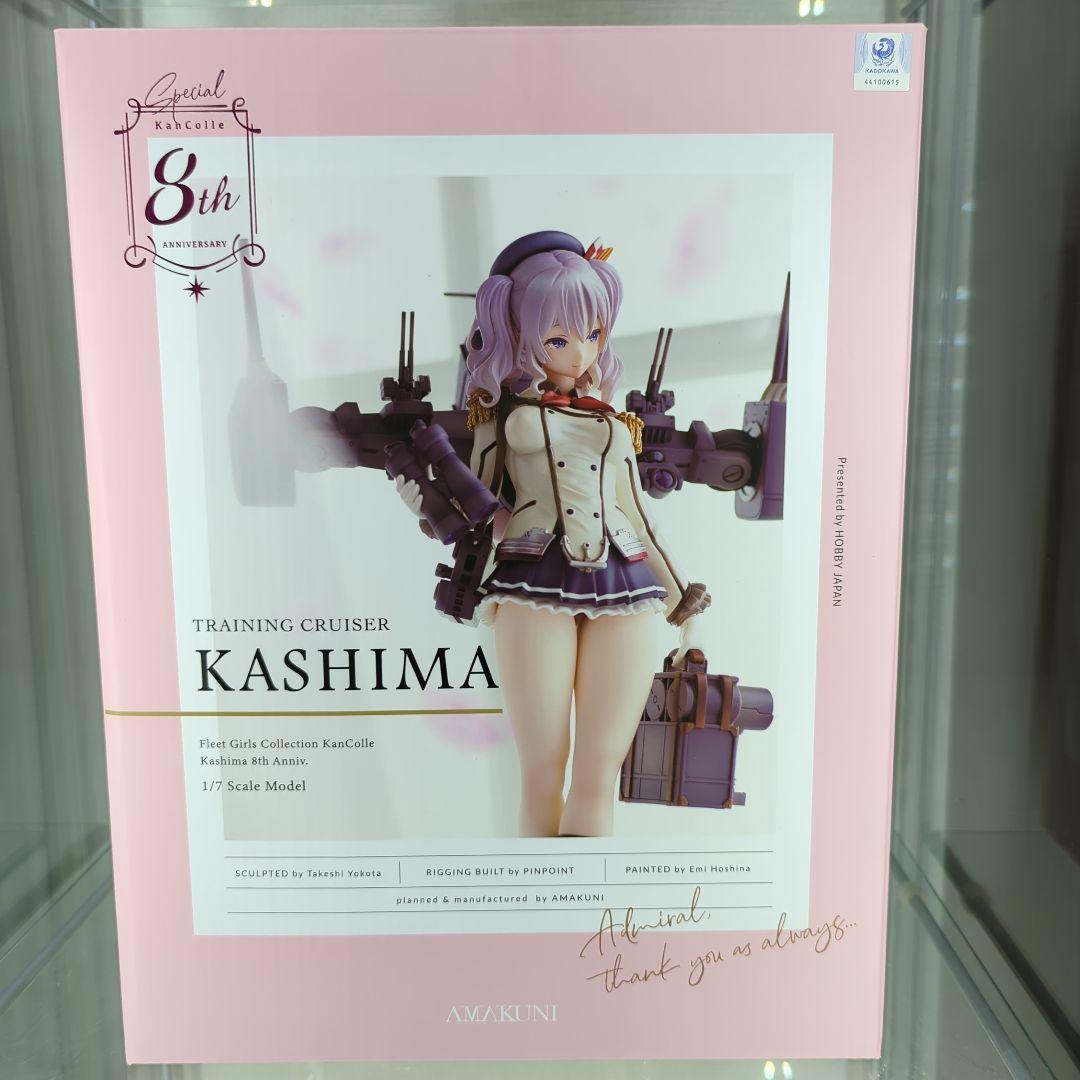 Special
KanColle
8th
ANNIVERSARY
KADOKAWA
44100615
Presented by HOBBY JAPAN
TRAINING CRUISER
KASHIMA
Fleet Girls Collection KanColle
Kashima 8th Anniv.
1/7 Scale Model
SCULPTED by Takeshi Yokota
RIGGING BUILT by PINPOINT
PAINTED by Emi Hoshina
planned & manufactured by AMAKUNI
Admiral,
thank you as always...
AMAKUNI